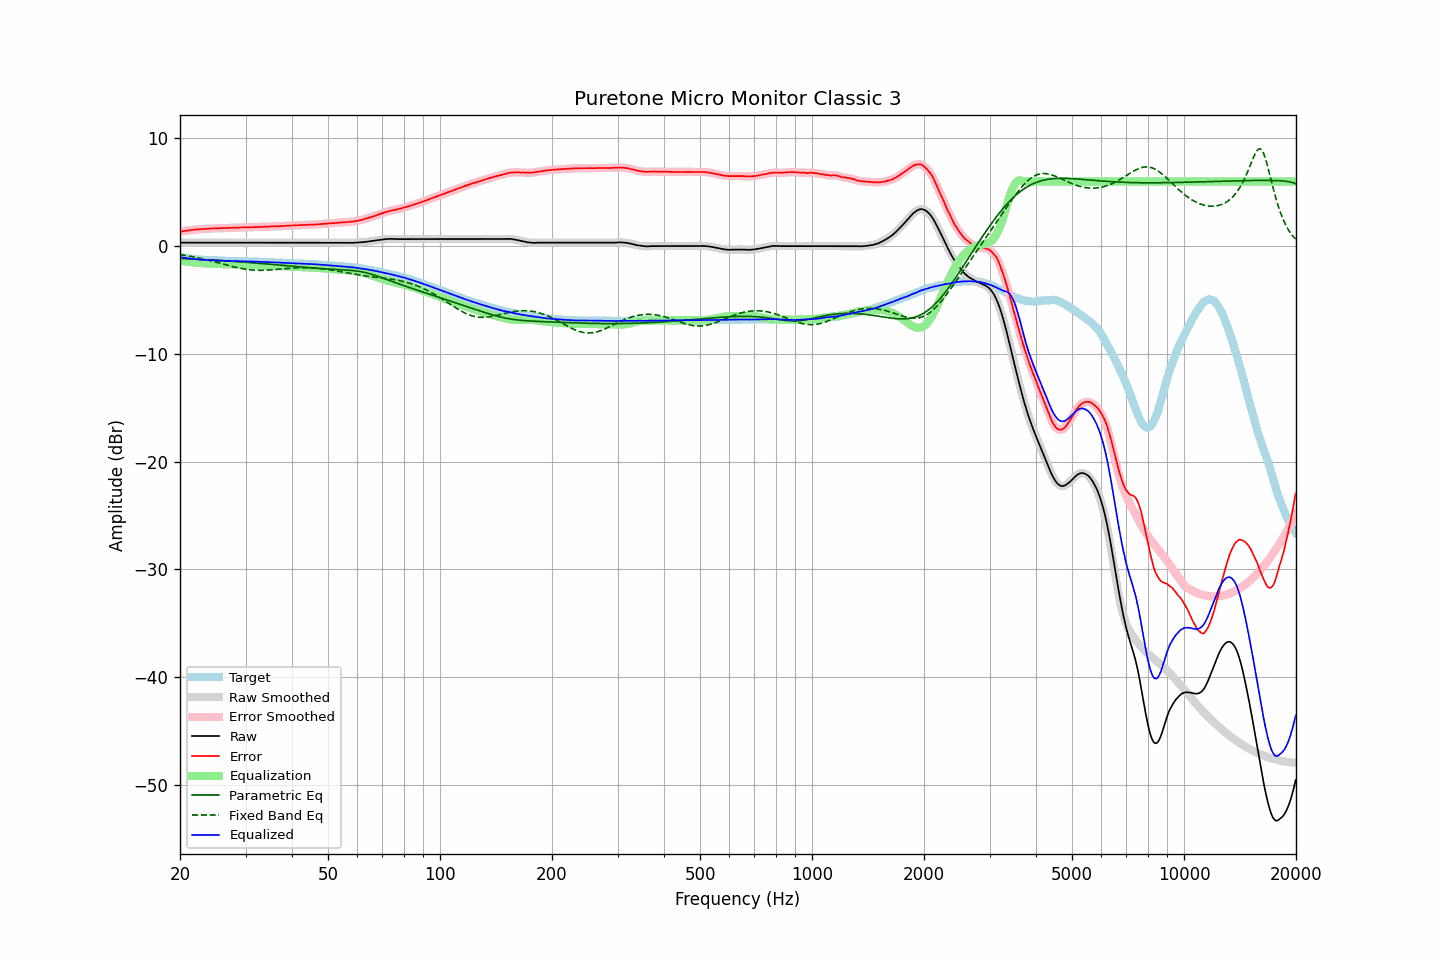 Puretone Micro Monitor Classic 3
Amplitude (dBr)
10
0
−10
−20
−30
−40
−50
Target
Raw Smoothed
Error Smoothed
Raw
Error
Equalization
Parametric Eq
Fixed Band Eq
Equalized
20 50 100 200 500 1000 2000 5000 10000 20000
Frequency (Hz)